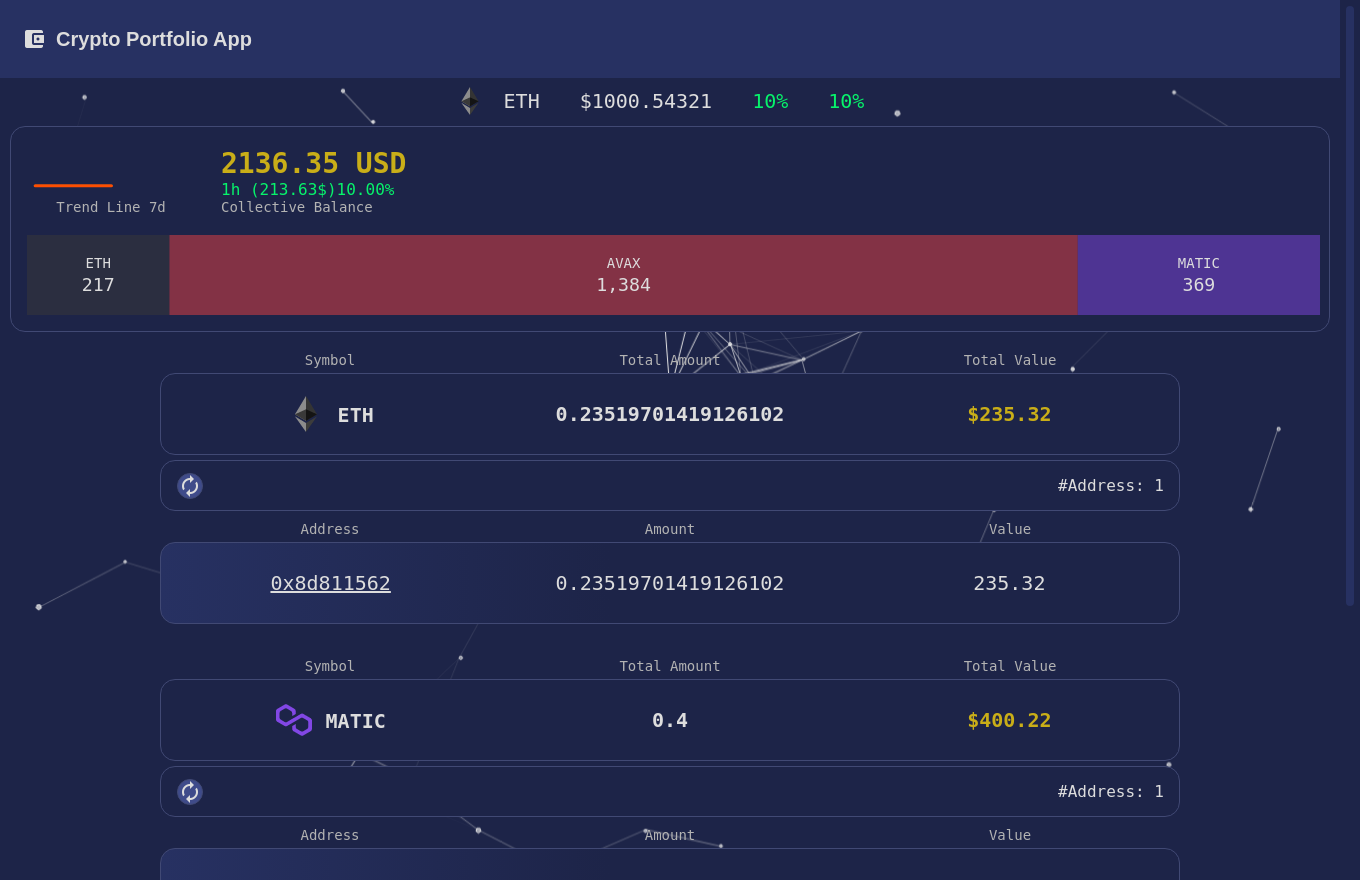 Crypto Portfolio App
ETH $1000.54321 10% 10%
2136.35 USD
1h (213.63$)10.00%
Trend Line 7d Collective Balance
ETH AVAX MATIC
217 1,384 369
Symbol Total Amount Total Value
ETH 0.23519701419126102 $235.32
#Address: 1
Address Amount Value
0x8d811562 0.23519701419126102 235.32
Symbol Total Amount Total Value
MATIC 0.4 $400.22
#Address: 1
Address Amount Value